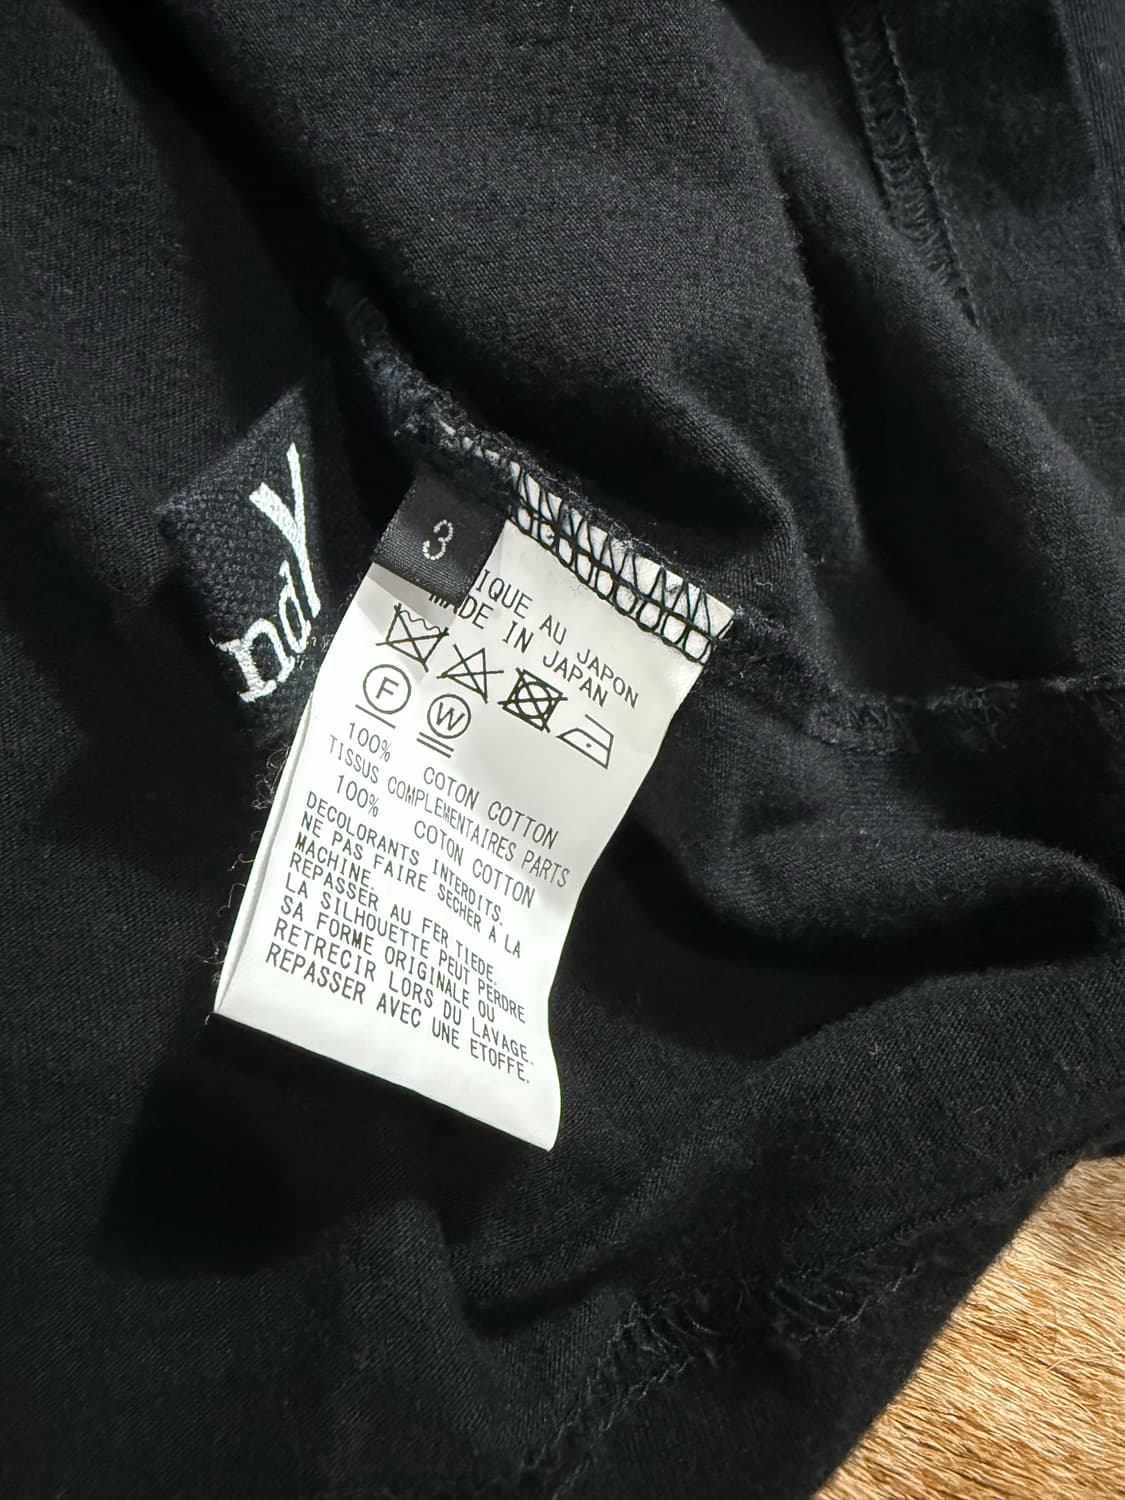 ndy
3
IQUE AU JAPON
MADE IN JAPAN
F
W
100% COTON COTTON
TISSUS COMPLEMENTAIRES PARTS
100% COTON COTTON
DECOLORANTS INTERDITS.
NE PAS FAIRE SECHER A LA
MACHINE.
REPASSER AU FER TIEDE.
LA SILHOUETTE PEUT PERDRE
SA FORME ORIGINALE OU
RETRECIR LORS DU LAVAGE.
REPASSER AVEC UNE ETOFFE.